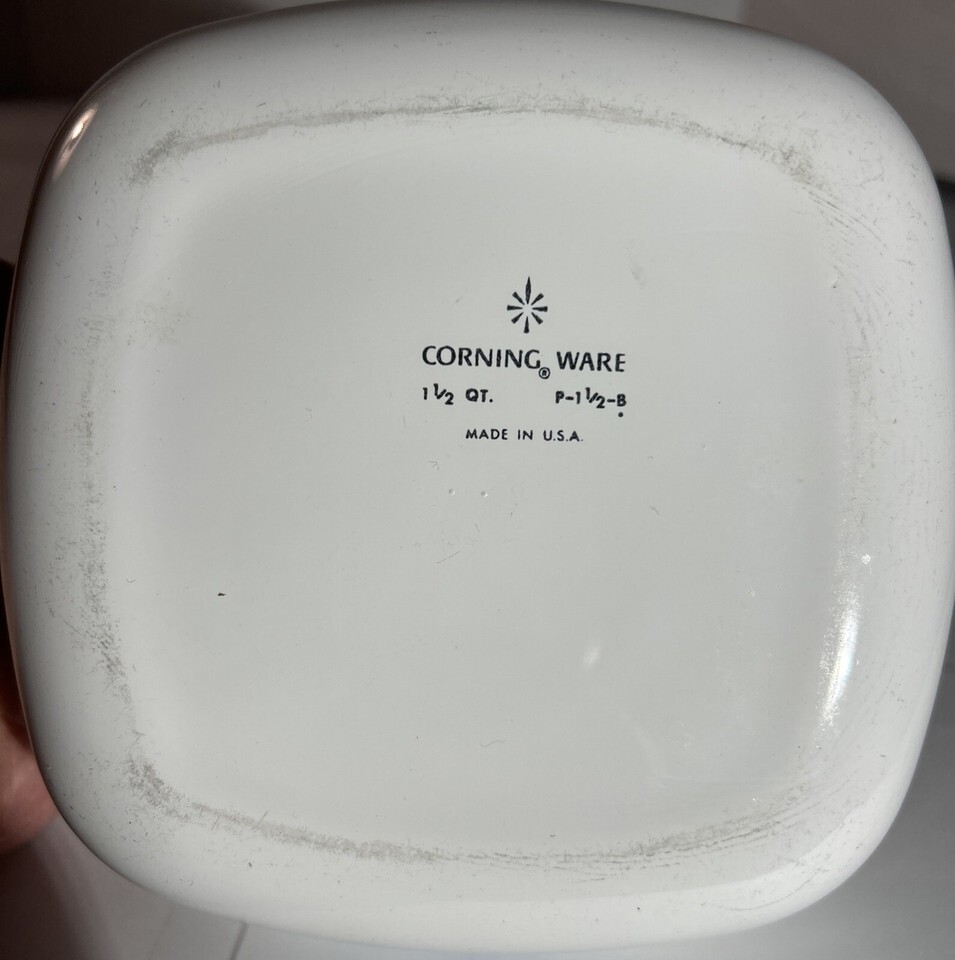 CORNING® WARE
1 1/2 QT. P-1 1/2-B
MADE IN U.S.A.